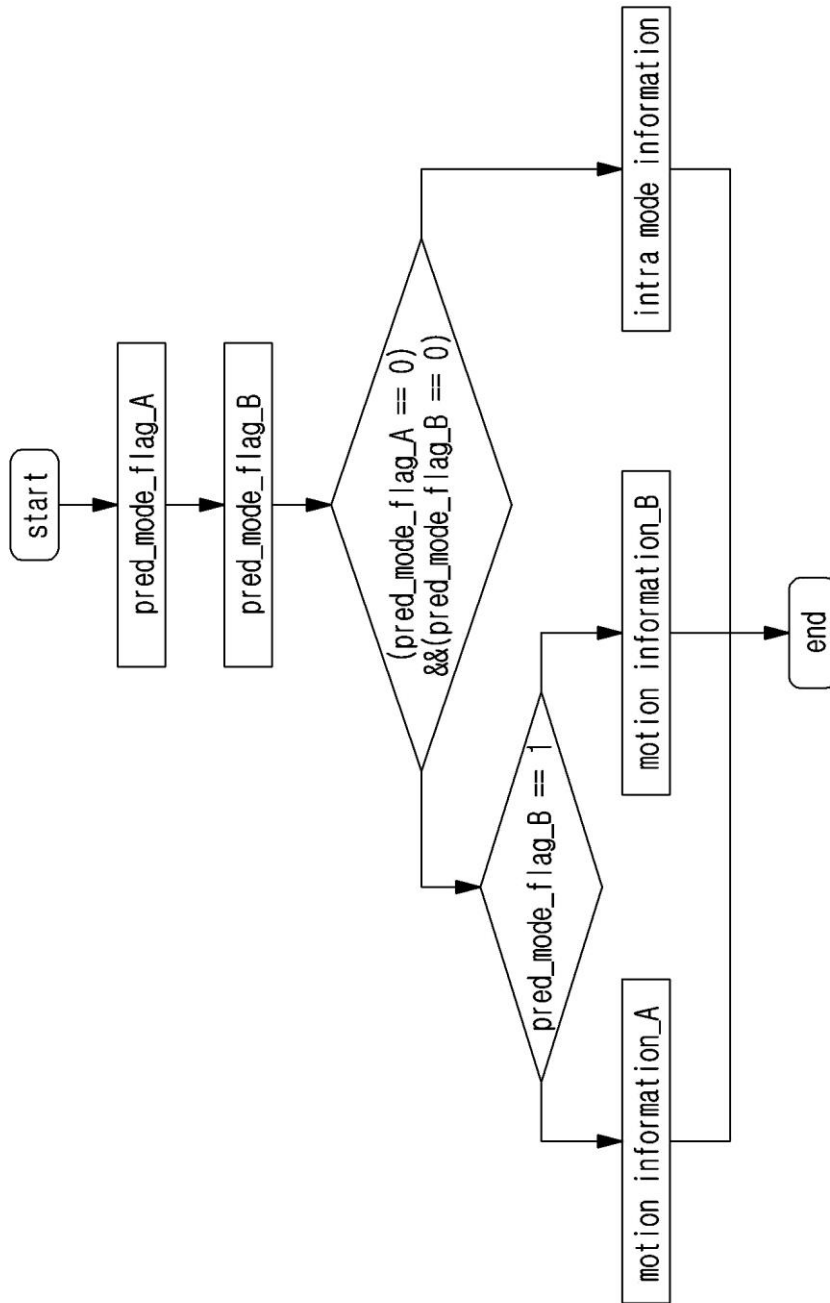 start
pred_mode_flag_A
pred_mode_flag_B
(pred_mode_flag_A == 0)
&&(pred_mode_flag_B == 0)
pred_mode_flag_B == 1
motion information_A
motion information_B
intra mode information
end